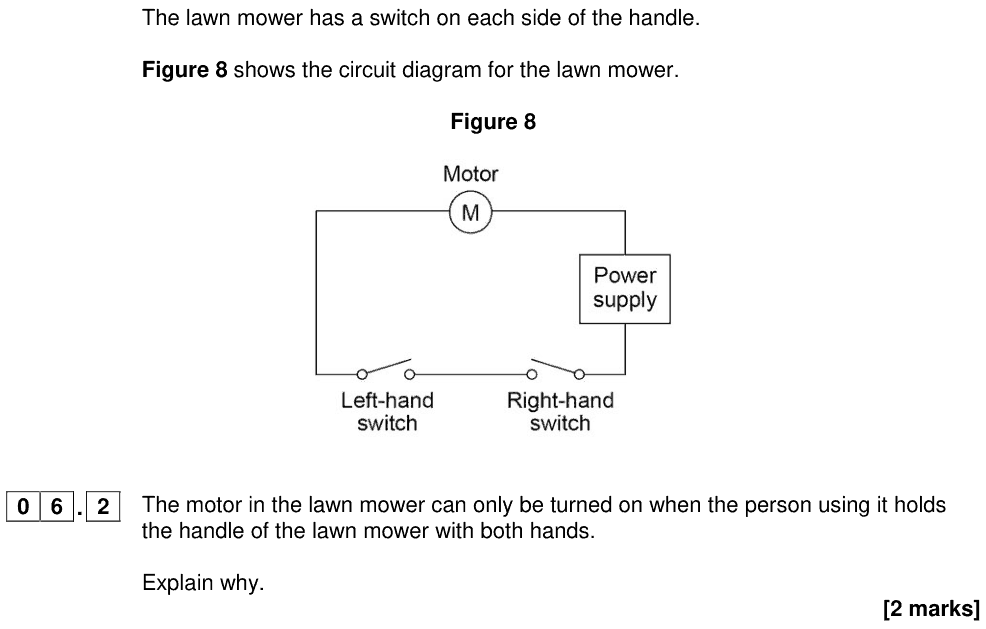 The lawn mower has a switch on each side of the handle.
Figure 8 shows the circuit diagram for the lawn mower.
Figure 8
Motor
M
Power
supply
Left-hand
switch
Right-hand
switch
0 6 . 2 The motor in the lawn mower can only be turned on when the person using it holds
the handle of the lawn mower with both hands.
Explain why.
[2 marks]